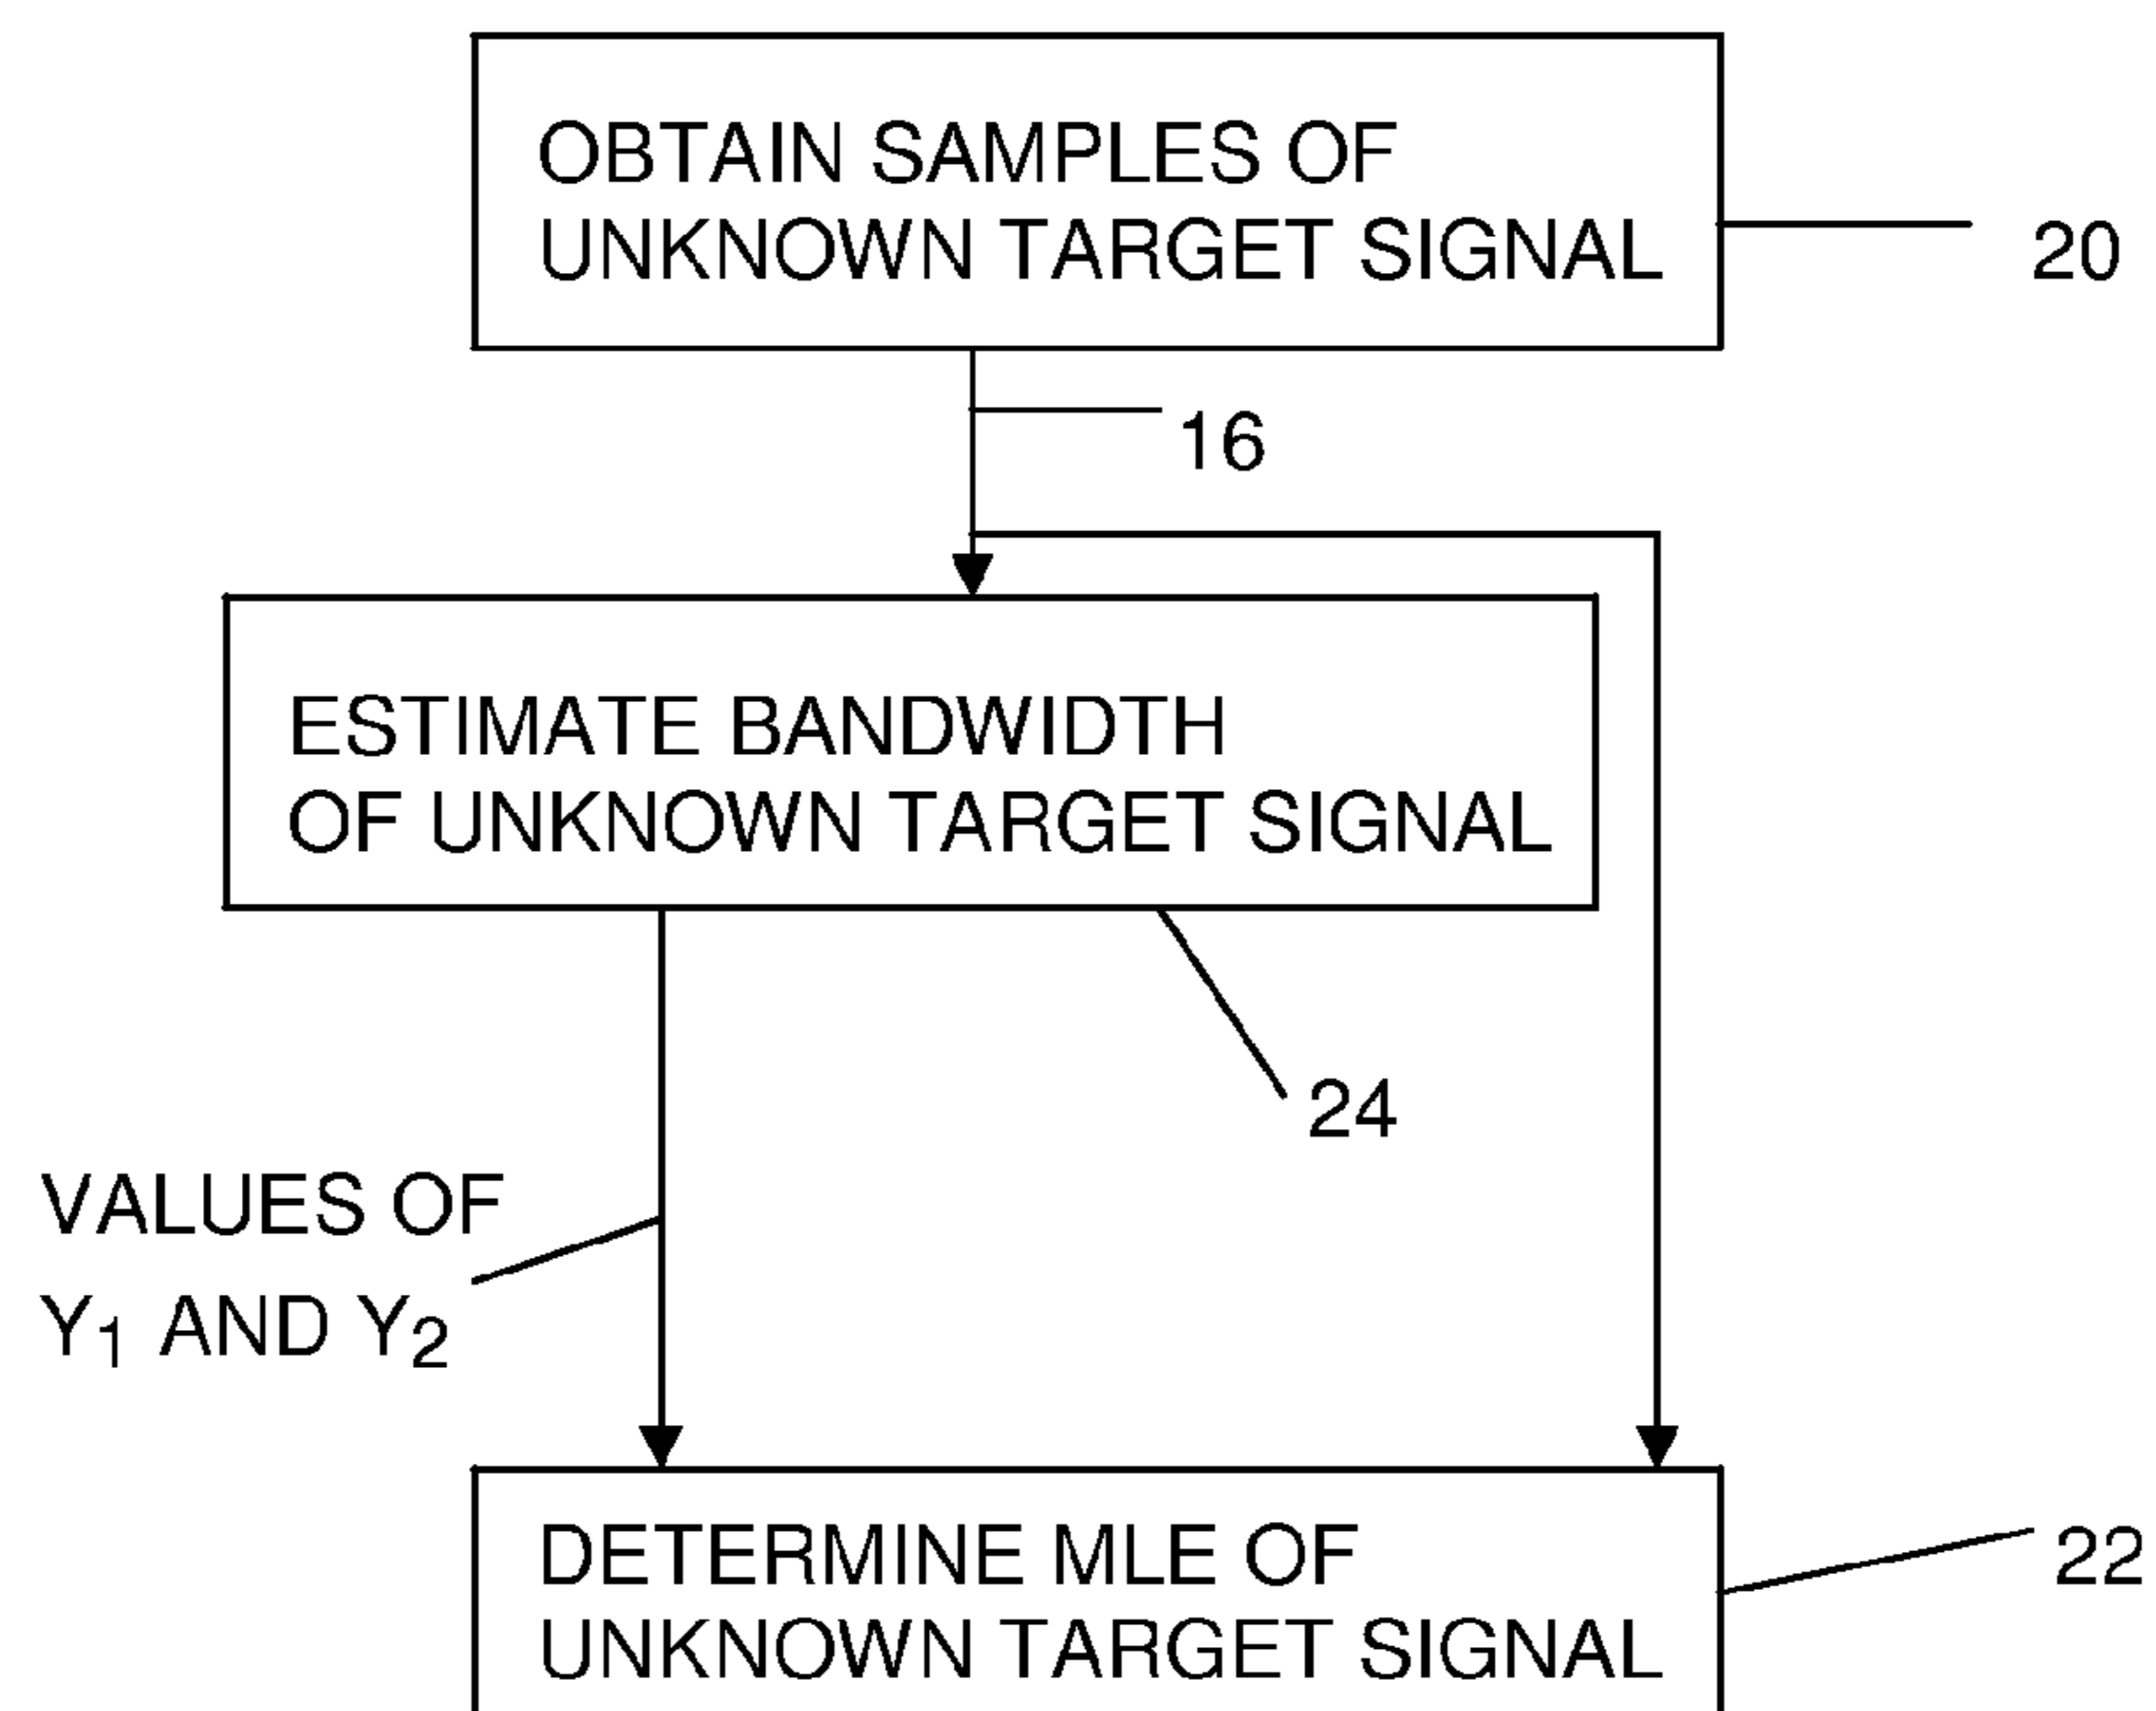 OBTAIN SAMPLES OF
UNKNOWN TARGET SIGNAL
20
16
ESTIMATE BANDWIDTH
OF UNKNOWN TARGET SIGNAL
24
VALUES OF
Y₁ AND Y₂
DETERMINE MLE OF
UNKNOWN TARGET SIGNAL
22